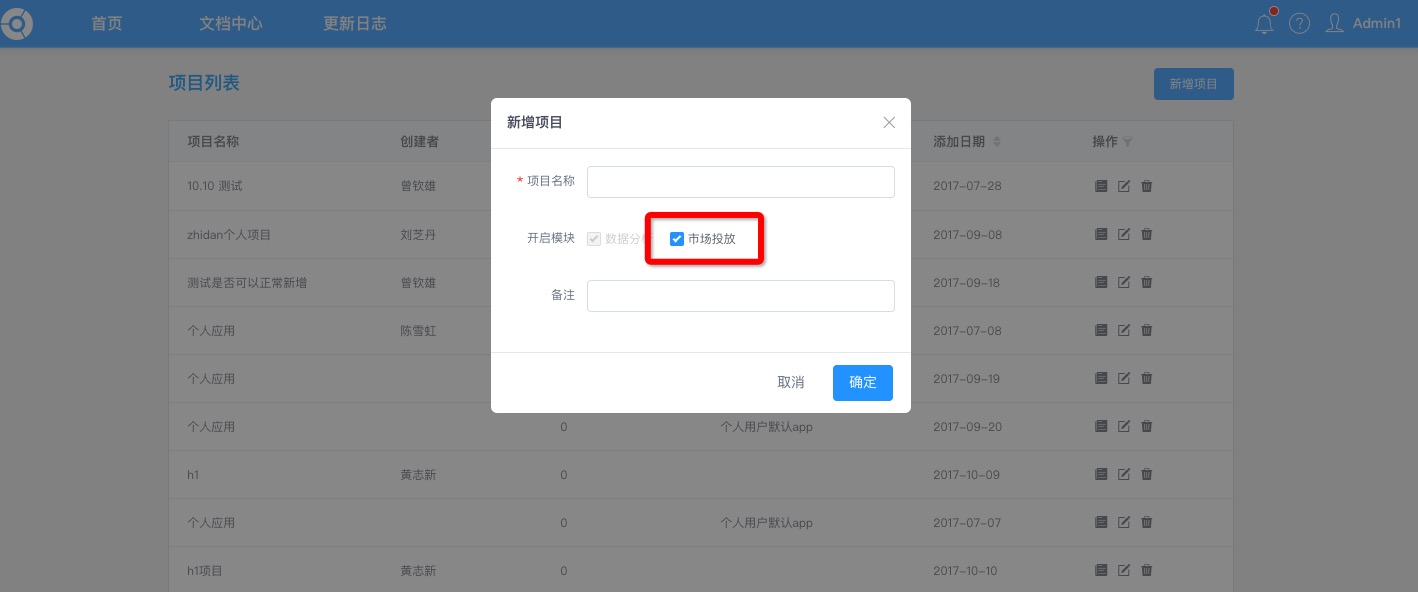 首页 文档中心 更新日志 Admin1
项目列表 新增项目
新增项目
* 项目名称
开启模块 数据分 市场投放
备注
取消 确定
项目名称 创建者 添加日期 操作
10.10 测试 曾钦雄 2017-07-28
zhidan个人项目 刘芝丹 2017-09-08
测试是否可以正常新增 曾钦雄 2017-09-18
个人应用 陈雪虹 2017-07-08
个人应用 2017-09-19
个人应用 0 个人用户默认app 2017-09-20
h1 黄志新 0 2017-10-09
个人应用 0 个人用户默认app 2017-07-07
h1项目 黄志新 0 2017-10-10